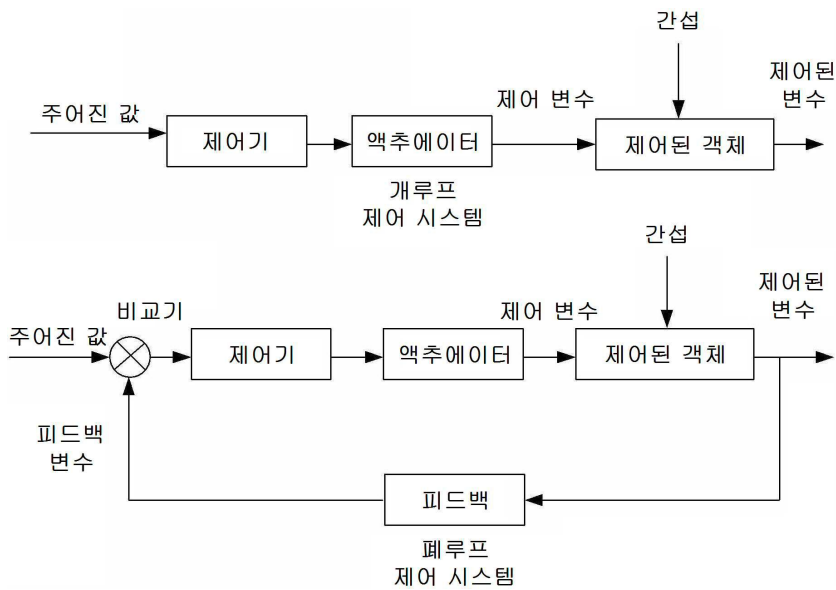 간섭
제어된
변수
제어 변수
주어진 값
제어기
액추에이터
제어된 객체
개루프
제어 시스템
간섭
제어된
변수
비교기
제어 변수
주어진 값
제어기
액추에이터
제어된 객체
피드백
변수
피드백
폐루프
제어 시스템